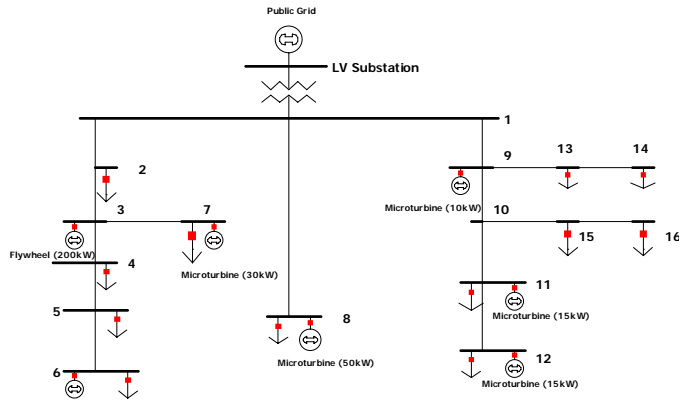 Public Grid
LV Substation
1
2
9
13
14
3
7
Microturbine (10kW)
10
Flywheel (200kW)
4
Microturbine (30kW)
15
16
11
5
8
Microturbine (15kW)
6
Microturbine (50kW)
12
Microturbine (15kW)